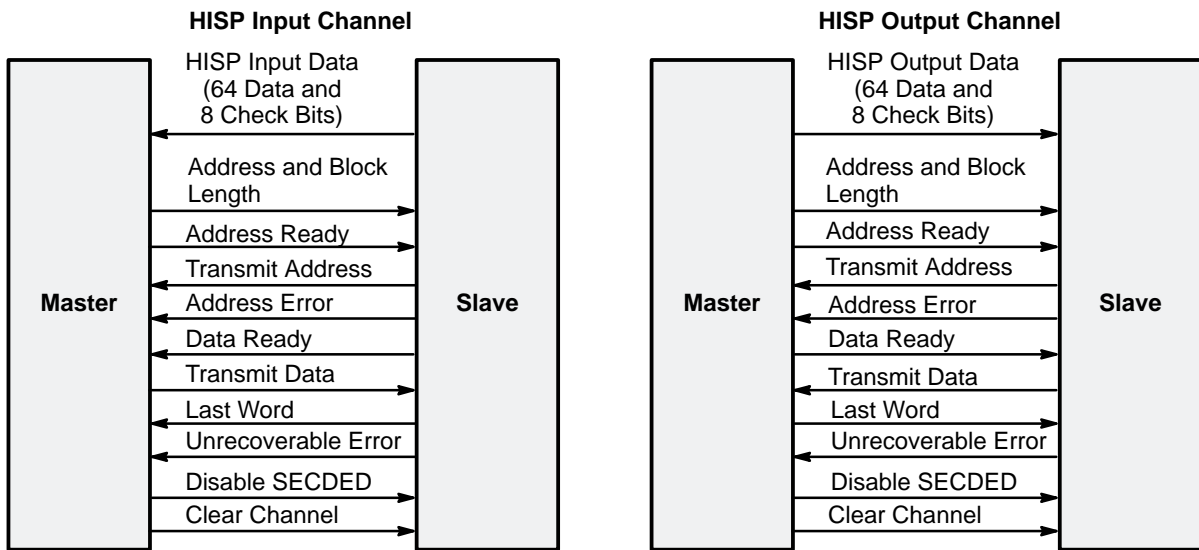 HISP Input Channel
HISP Input Data
(64 Data and
8 Check Bits)
Address and Block
Length
Address Ready
Transmit Address
Master
Address Error
Slave
Data Ready
Transmit Data
Last Word
Unrecoverable Error
Disable SECDED
Clear Channel
HISP Output Channel
HISP Output Data
(64 Data and
8 Check Bits)
Address and Block
Length
Address Ready
Transmit Address
Master
Address Error
Slave
Data Ready
Transmit Data
Last Word
Unrecoverable Error
Disable SECDED
Clear Channel